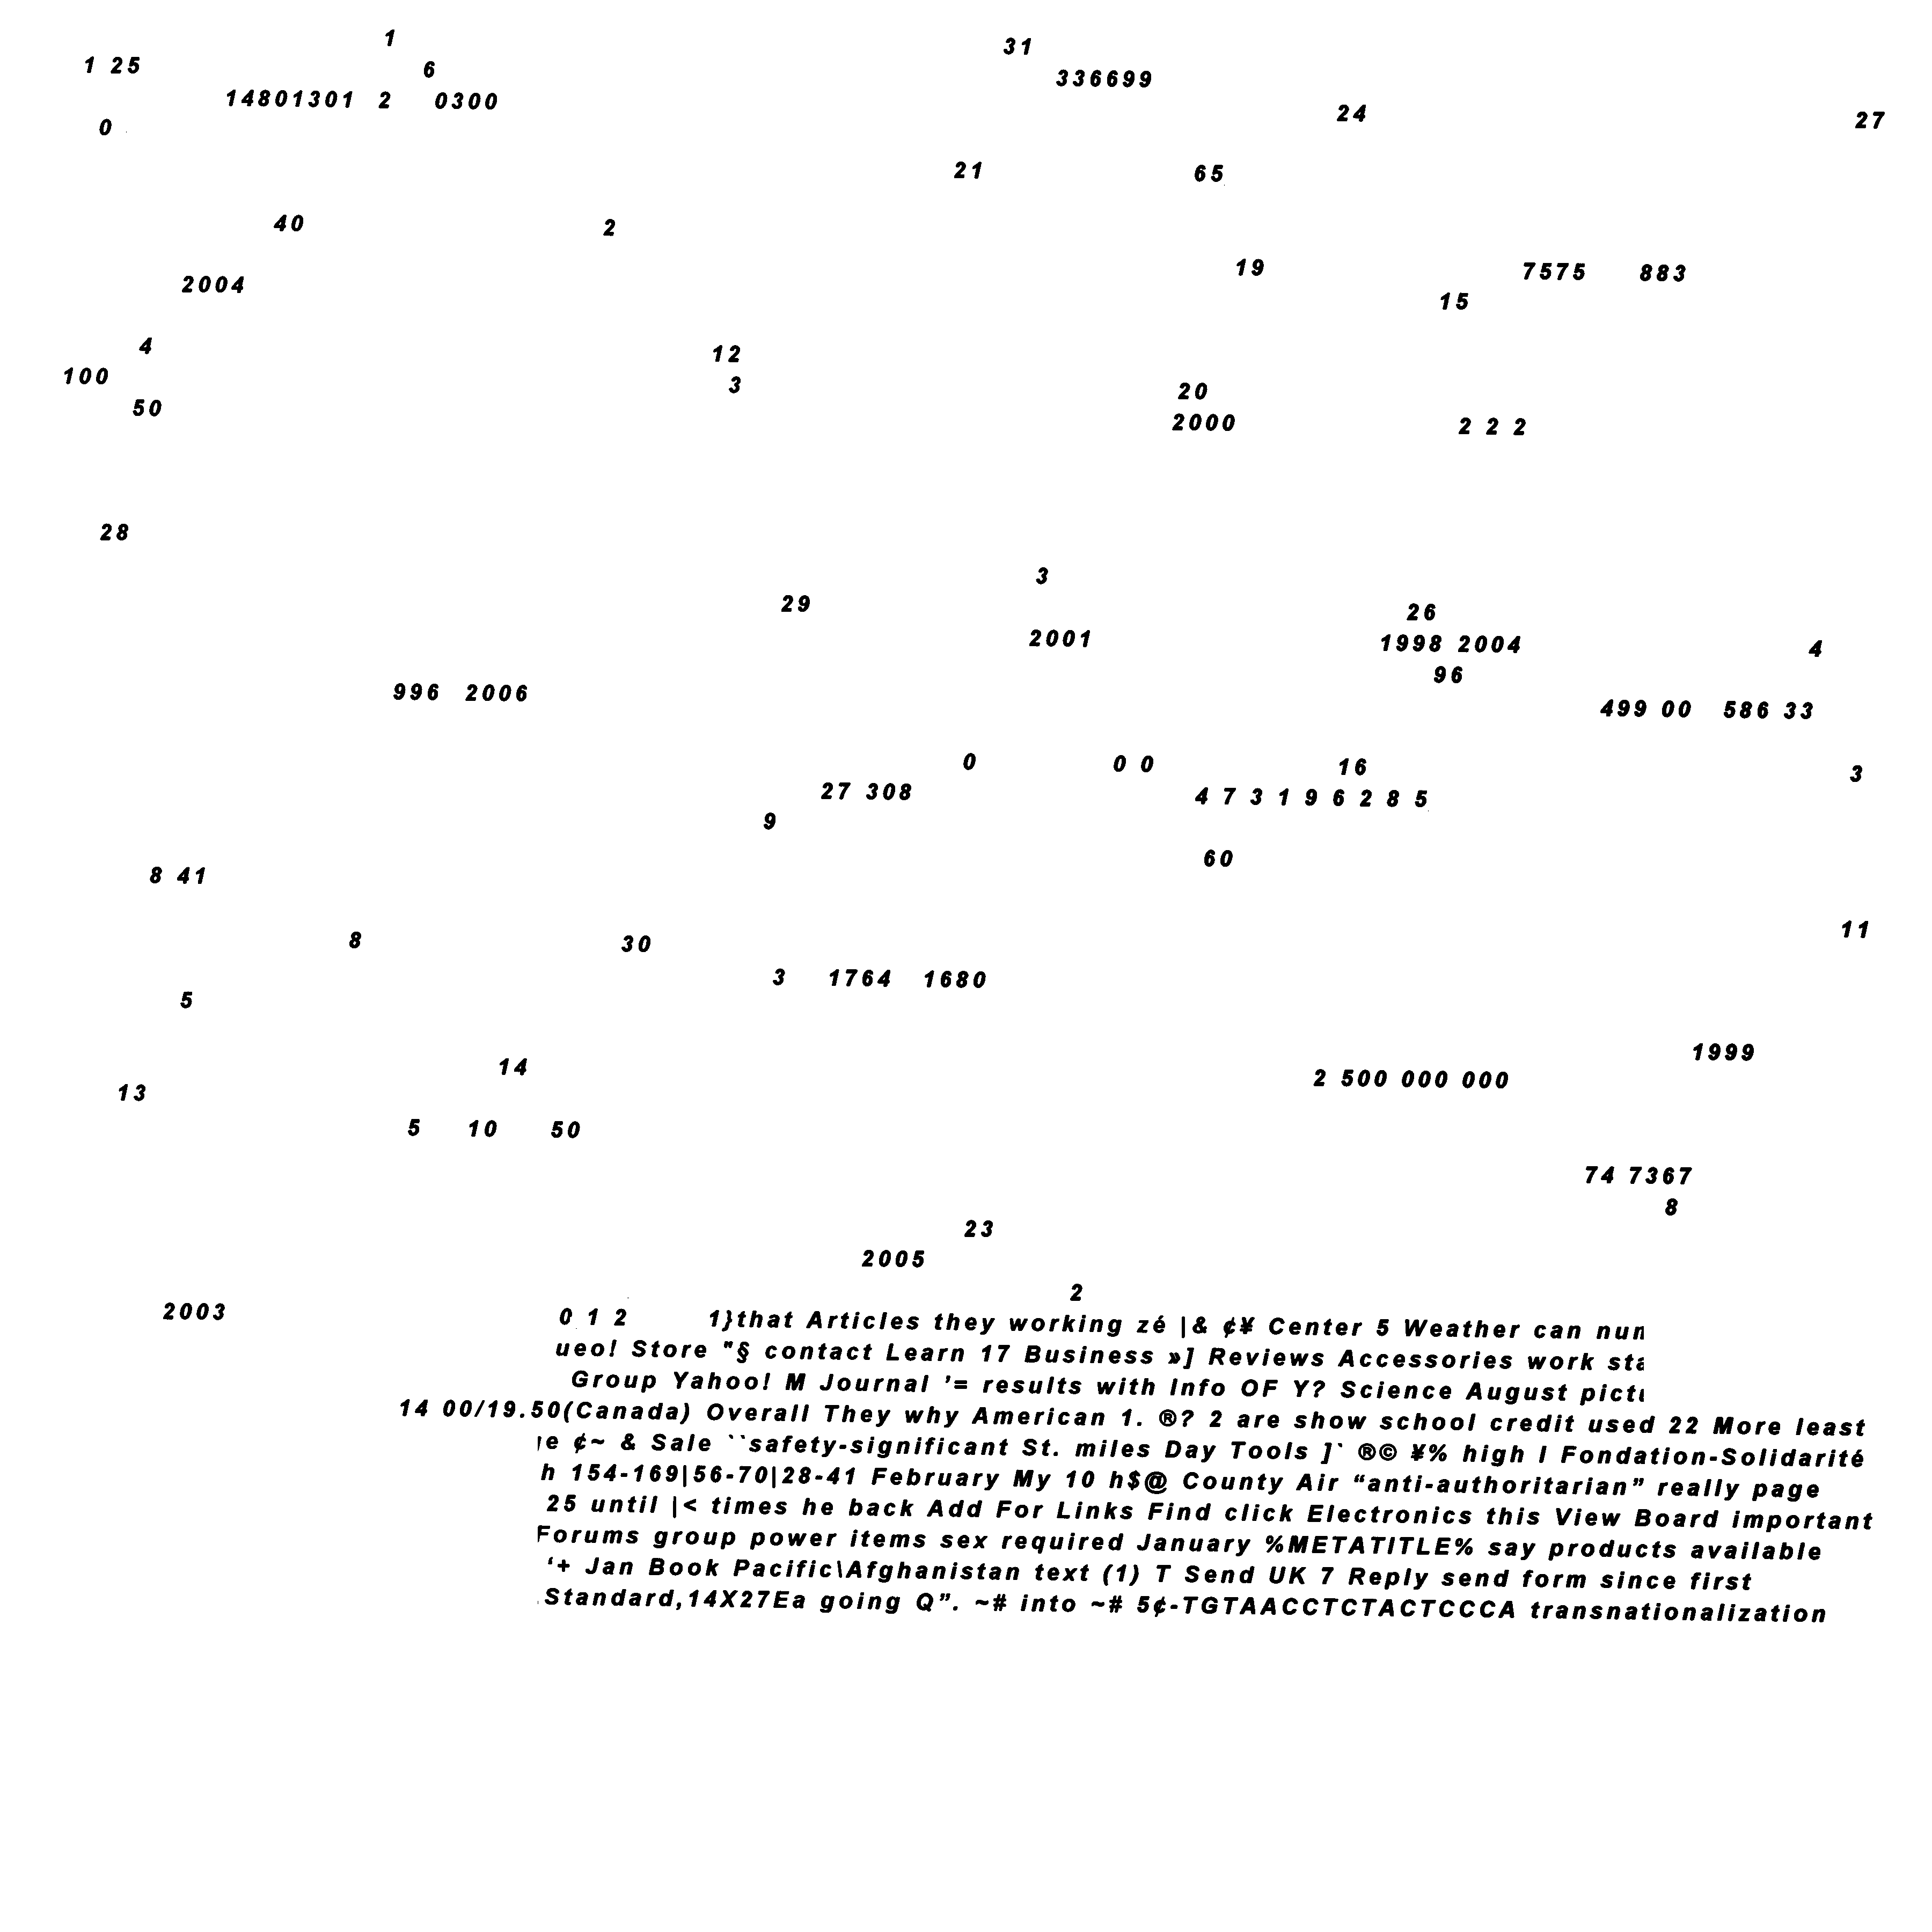 1 31
1 25 6 336699
14801301 2 0300 24 27
0
21 65
40 2
19 7575 883
2004 15
4 12
100 3 20
50 2000 2 2 2
28
3
29 26
2001 1998 2004 4
96
996 2006 499 00 586 33
0 0 0 16 3
27 308 4 7 3 1 9 6 2 8 5
9
60
8 41
11
8 30
3 1764 1680
5
1999
14 2 500 000 000
13
5 10 50
74 7367
8
23
2005
2
2003 0 1 2 1}that Articles they working zé |& ¢¥ Center 5 Weather can
Store "§ contact Learn 17 Business »] Reviews Accessories work
Group Yahoo! M Journal '= results with Info OF Y? Science August
14 00/19.50(Canada) Overall They why American 1. ®? 2 are show school credit used 22 More least
¢~ & Sale ``safety-significant St. miles Day Tools ]` ®© ¥% high I Fondation-Solidarité
h 154-169|56-70|28-41 February My 10 h$@ County Air “anti-authoritarian” really page
25 until |< times he back Add For Links Find click Electronics this View Board important
Forums group power items sex required January %METATITLE% say products available
‘+ Jan Book Pacific\Afghanistan text (1) T Send UK 7 Reply send form since first
Standard,14X27Ea going Q”. ~# into ~# 5¢-TGTAACCTCTACTCCCA transnationalization